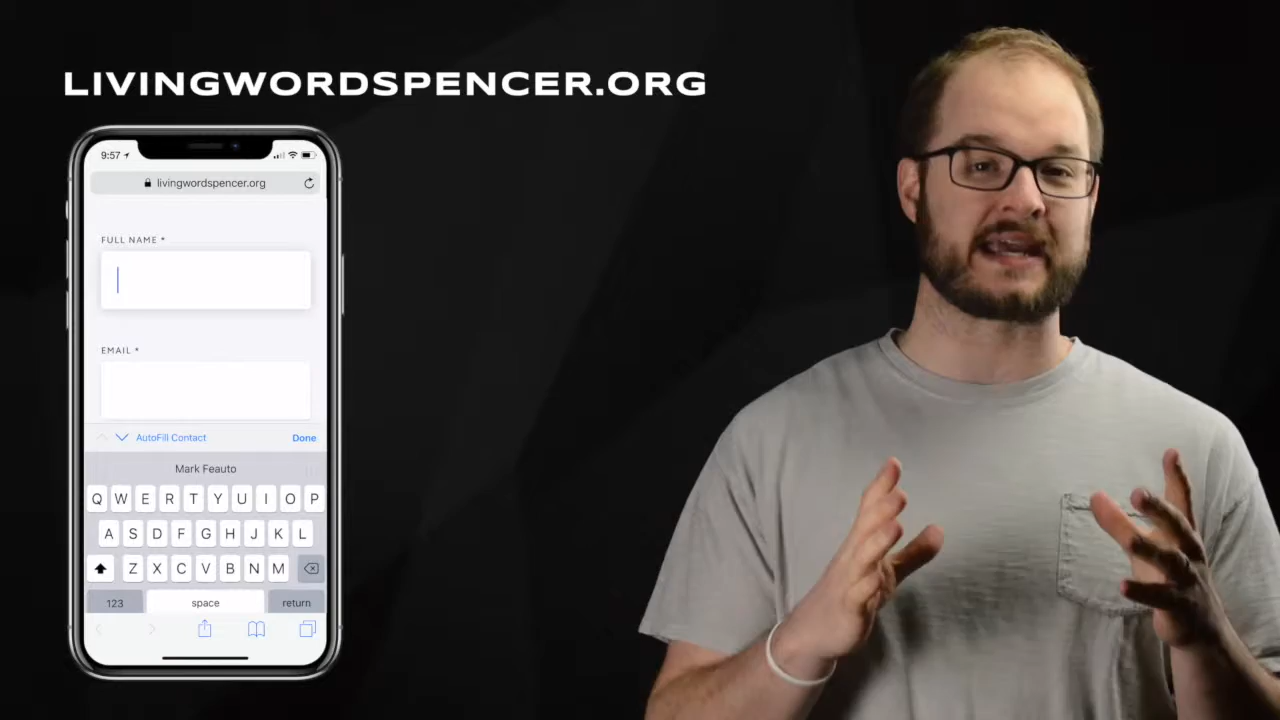 LIVINGWORDSPENCER.ORG
9:57
livingwordspencer.org
FULL NAME *
EMAIL *
AutoFill Contact Done
Mark Feauto
Q W E R T Y U I O P
A S D F G H J K L
Z X C V B N M
123 space return